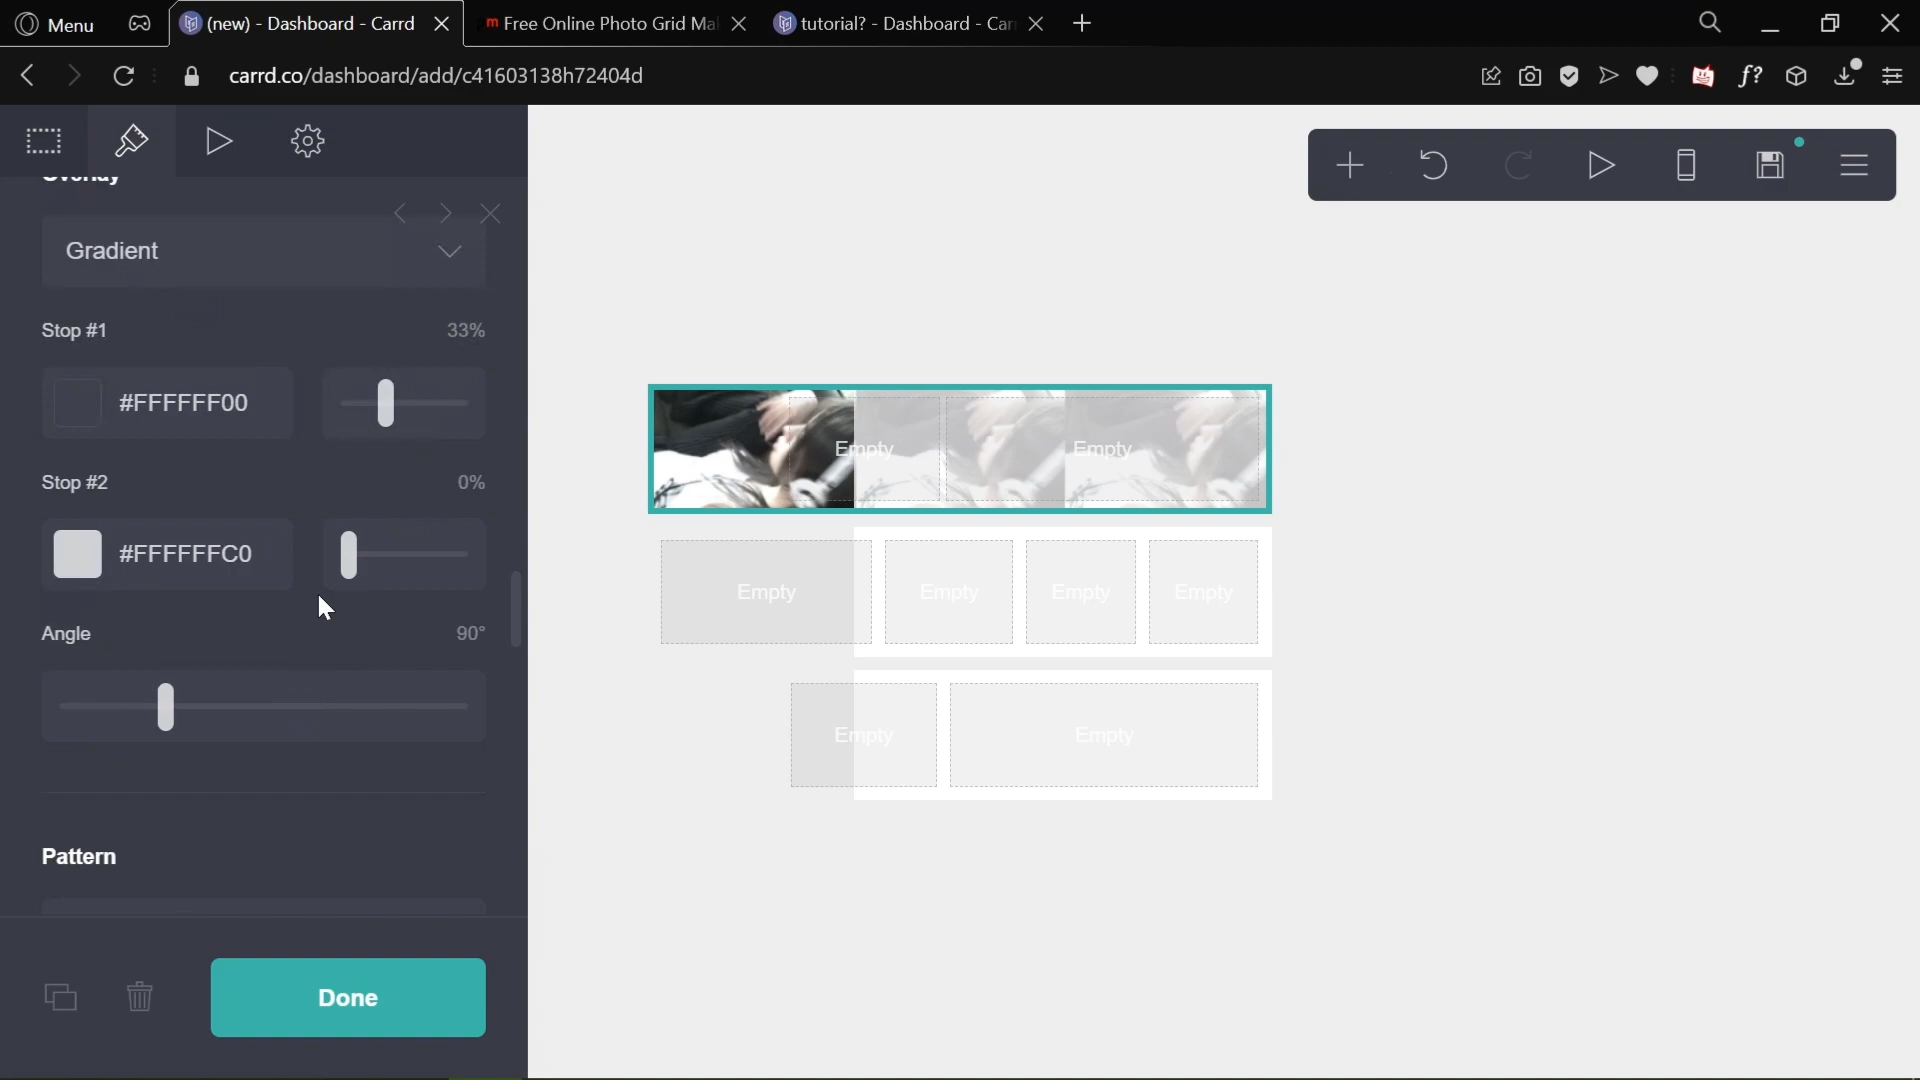 Menu
(new) - Dashboard - Carrd
Free Online Photo Grid Ma
tutorial? - Dashboard - Car
carrd.co/dashboard/add/c41603138h72404d
Overlay
Gradient
Stop #1 33%
#FFFFFF00
Stop #2 0%
#FFFFFFC0
Angle 90°
Pattern
Done
Empty Empty
Empty Empty Empty Empty
Empty Empty